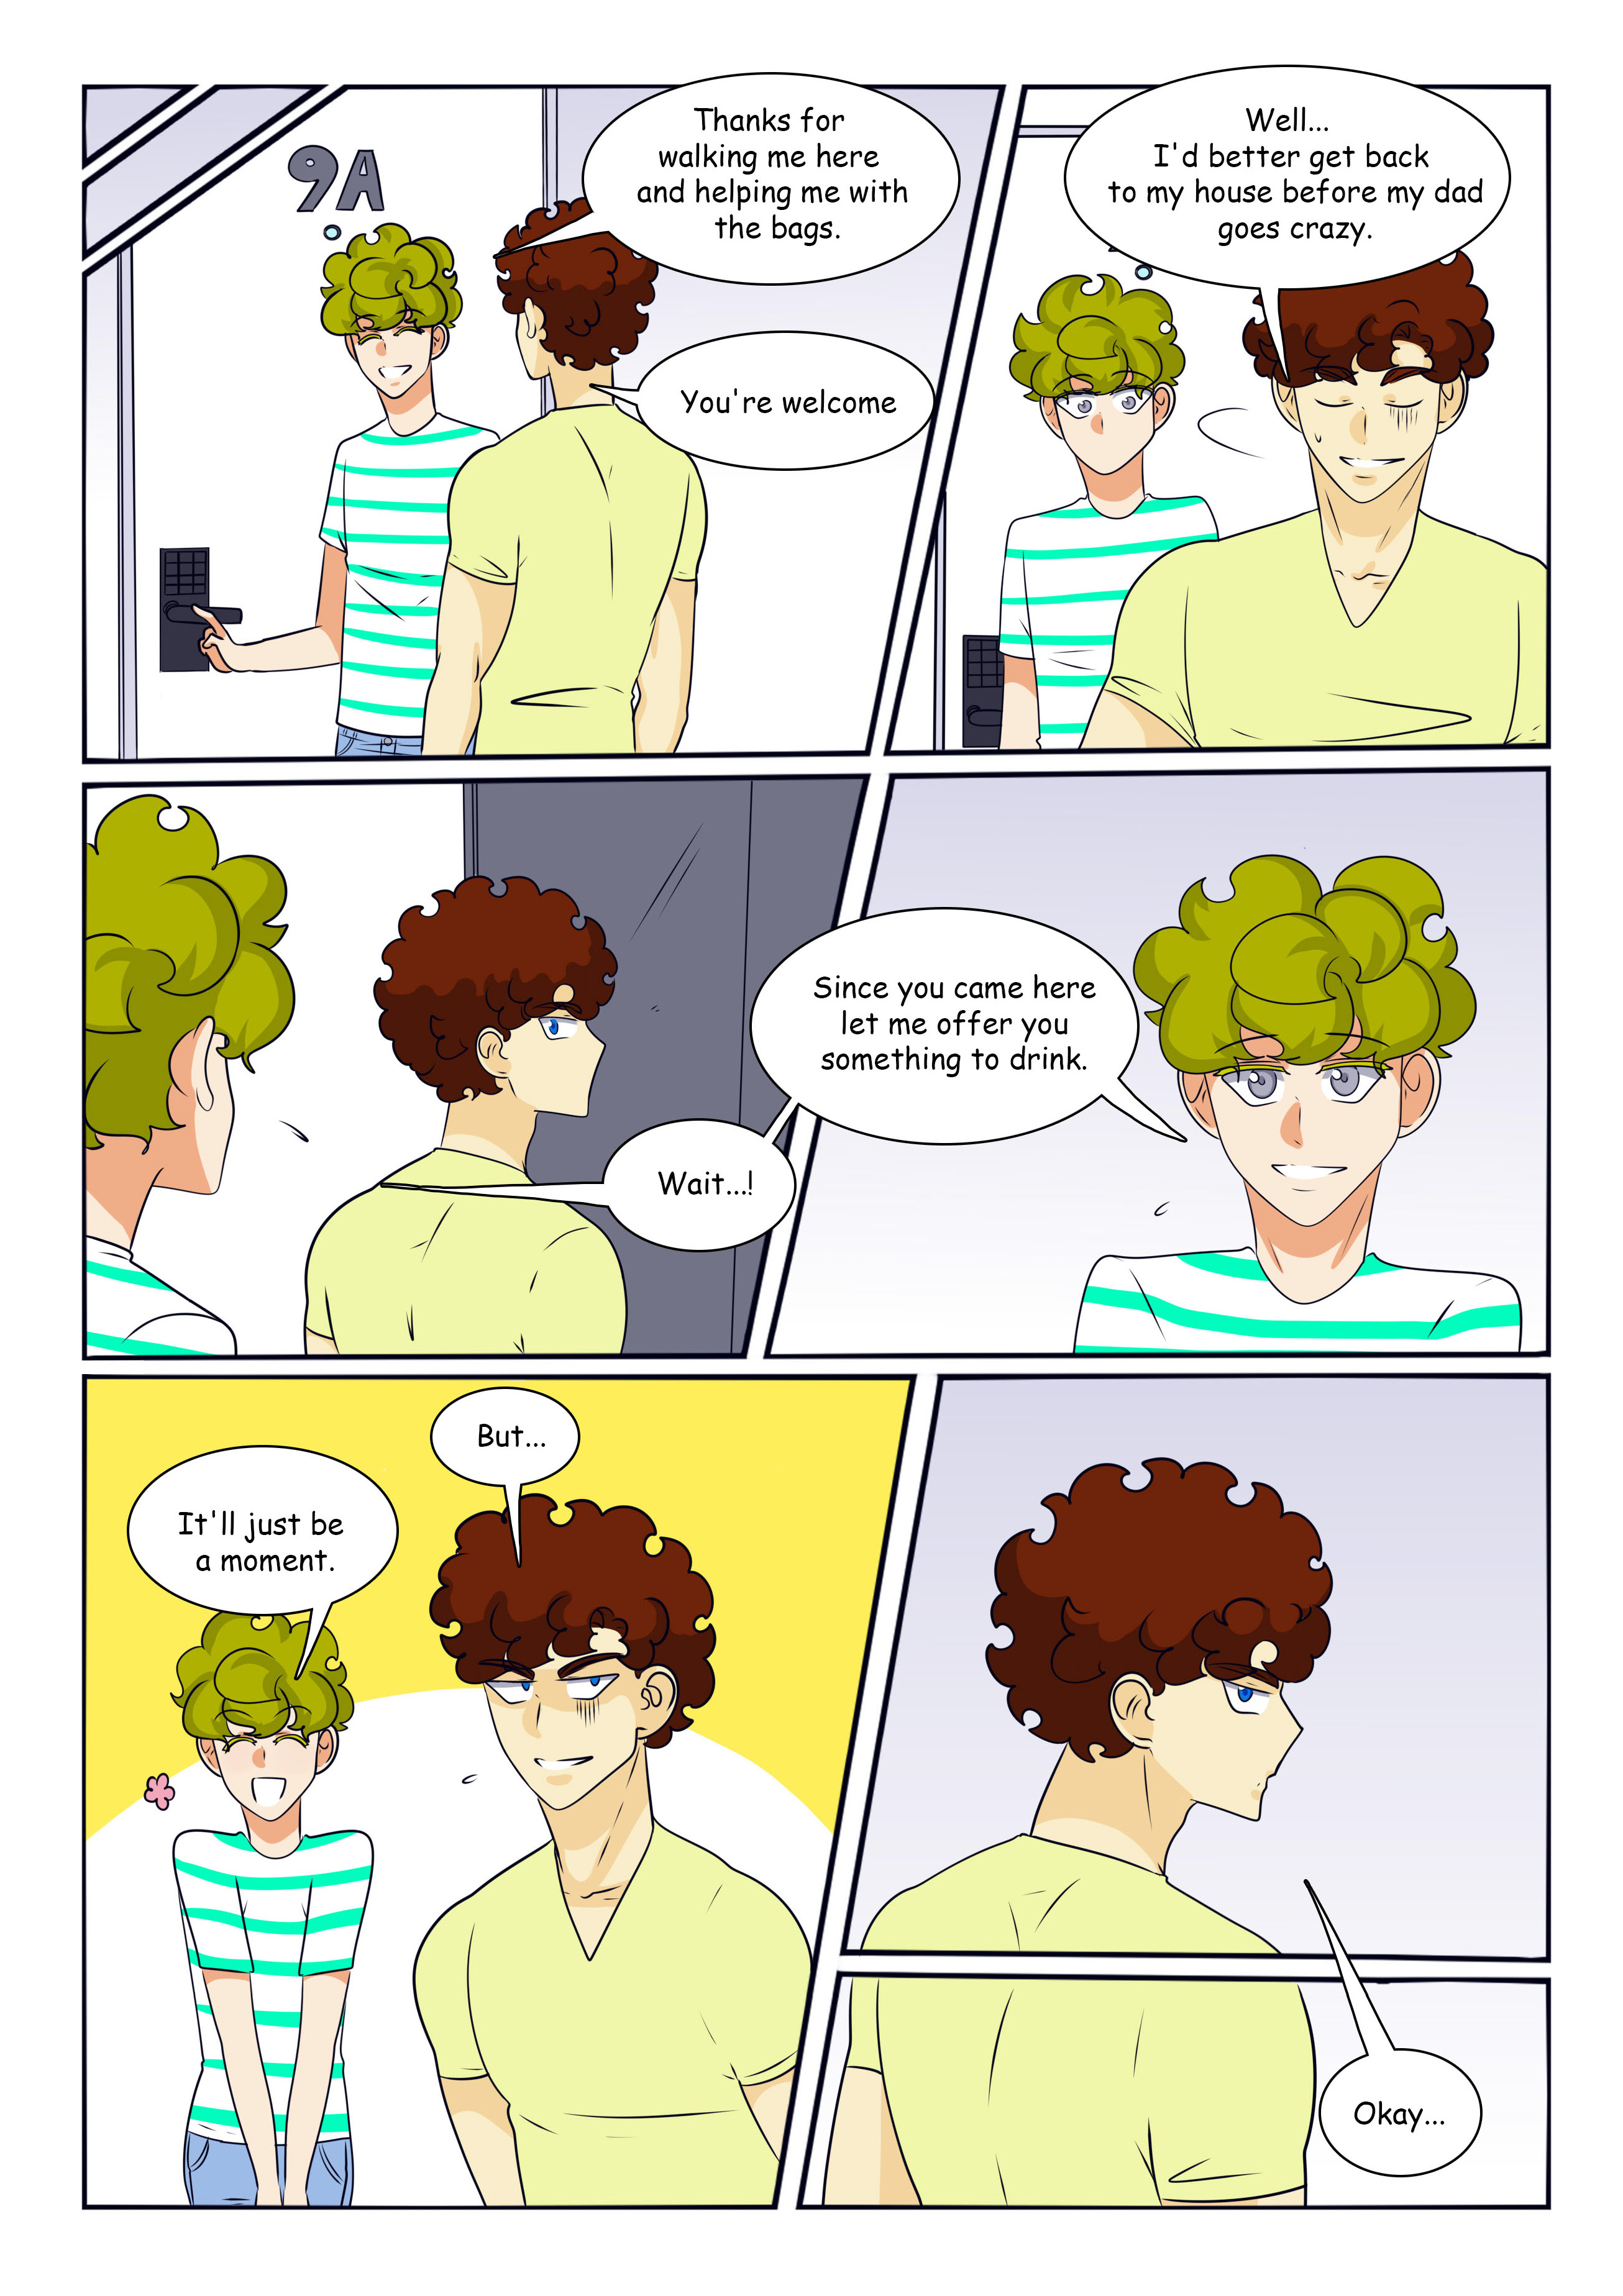 9A
Thanks for
walking me here
and helping me with
the bags.
You're welcome
Well...
I'd better get back
to my house before my dad
goes crazy.
Wait...!
Since you came here
let me offer you
something to drink.
It'll just be
a moment.
But...
Okay...